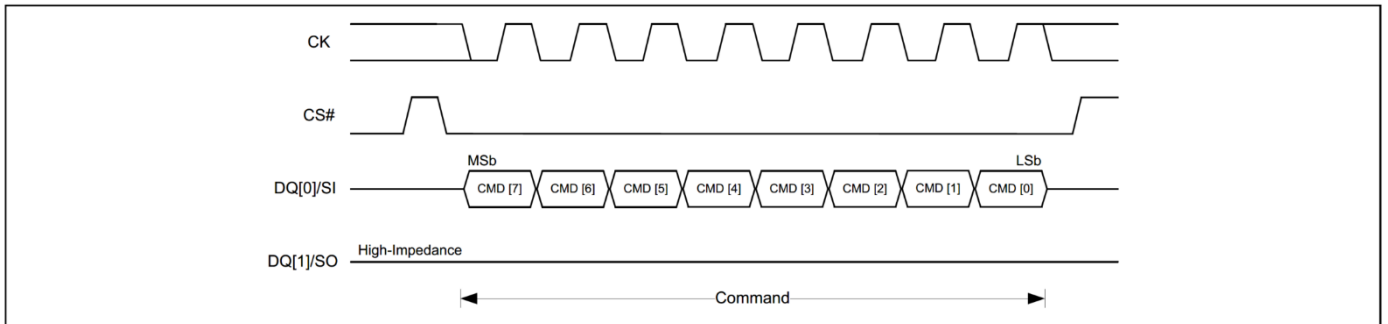 CK
CS#
MSb LSb
DQ[0]/SI CMD [7] CMD [6] CMD [5] CMD [4] CMD [3] CMD [2] CMD [1] CMD [0]
High-Impedance
DQ[1]/SO
Command